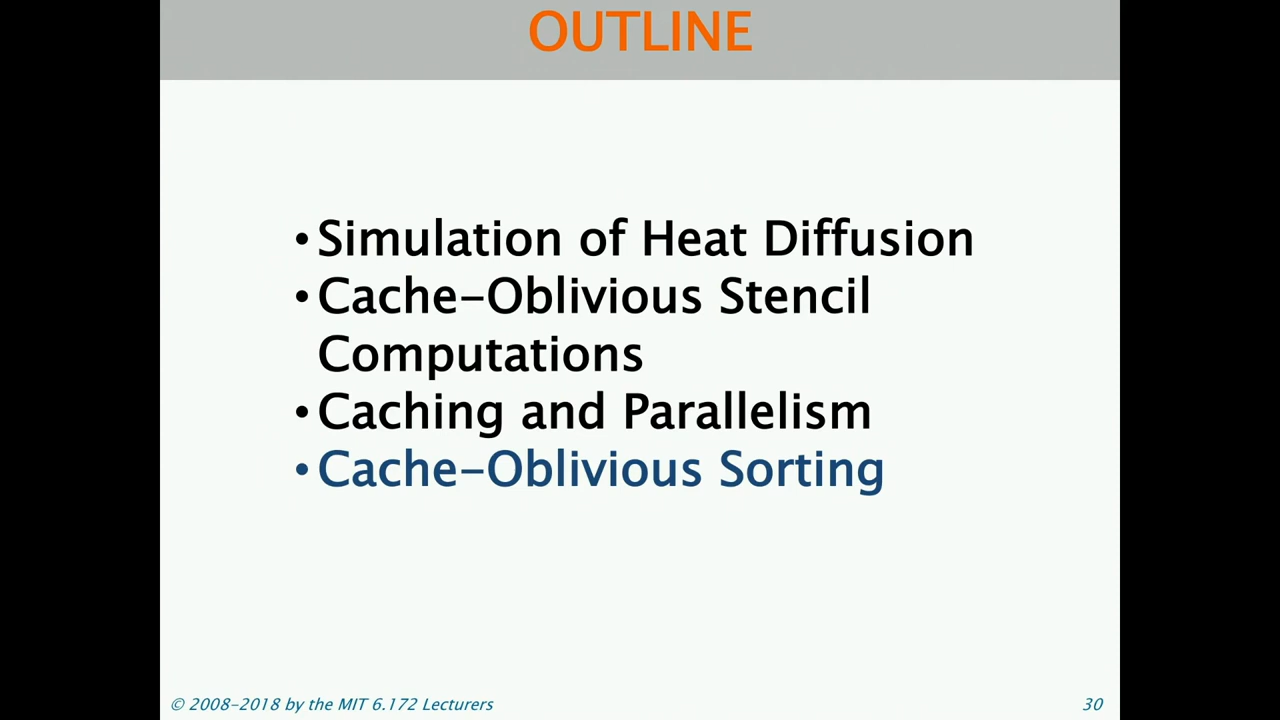 OUTLINE
•Simulation of Heat Diffusion
•Cache-Oblivious Stencil
Computations
•Caching and Parallelism
•Cache-Oblivious Sorting
© 2008-2018 by the MIT 6.172 Lecturers
30